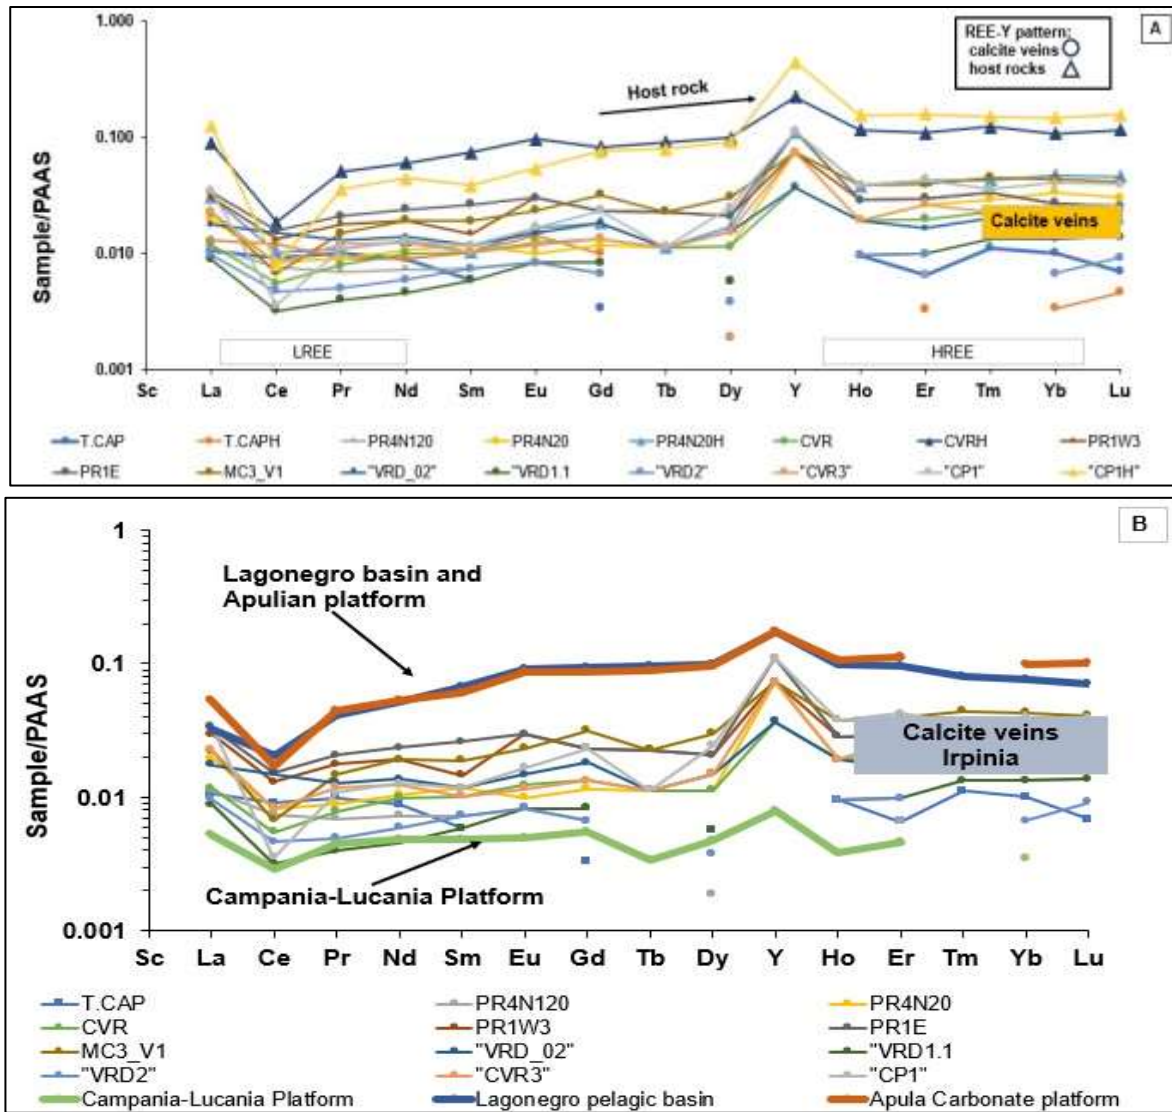 1.000
A
REE-Y pattern:
calcite veins
host rocks
Host rock
0.100
Sample/PAAS
0.010
Calcite veins
LREE
HREE
0.001
Sc La Ce Pr Nd Sm Eu Gd Tb Dy Y Ho Er Tm Yb Lu
T.CAP T.CAPH PR4N120 PR4N20 PR4N20H CVR CVRH PR1W3
PR1E MC3_V1 "VRD_02" "VRD1.1 "VRD2" "CVR3" "CP1" "CP1H"
1
B
Lagonegro basin and
Apulian platform
0.1
Sample/PAAS
Calcite veins
Irpinia
0.01
Campania-Lucania Platform
0.001
Sc La Ce Pr Nd Sm Eu Gd Tb Dy Y Ho Er Tm Yb Lu
T.CAP PR4N120 PR4N20
CVR PR1W3 PR1E
MC3_V1 "VRD_02" "VRD1.1
"VRD2" "CVR3" "CP1"
Campania-Lucania Platform Lagonegro pelagic basin Apula Carbonate platform